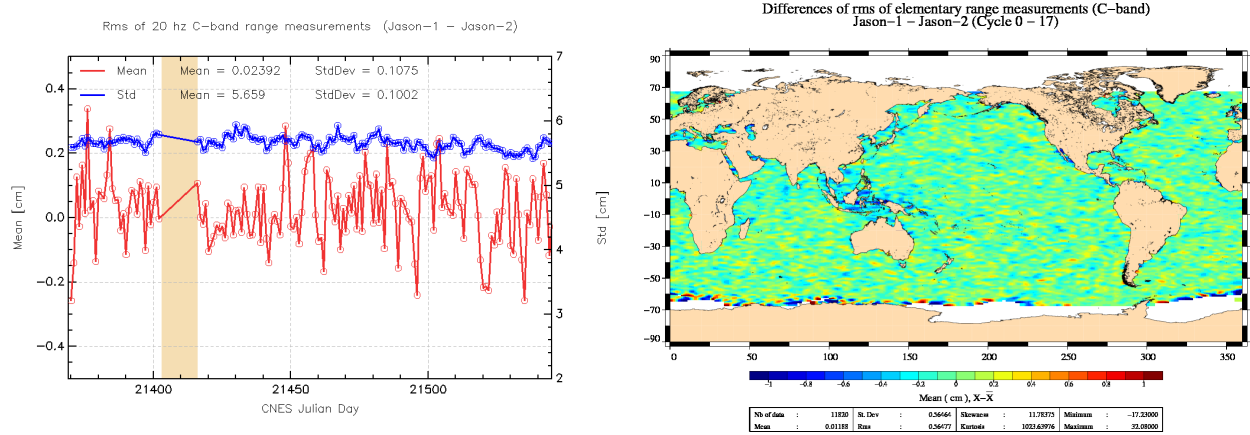 Rms of 20 hz C-band range measurements (Jason-1 - Jason-2)
Mean Mean = 0.02392 StdDev = 0.1075
Std Mean = 5.659 StdDev = 0.1002
0.4
0.2
0.0
-0.2
-0.4
Mean [cm]
7
6
5
4
3
2
Std [cm]
21400 21450 21500
CNES Julian Day
Differences of rms of elementary range measurements (C-band)
Jason-1 - Jason-2 (Cycle 0 - 17)
90
70
50
30
10
-10
-30
-50
-70
-90
0 50 100 150 200 250 300 350
-1 -0.8 -0.6 -0.4 -0.2 0 0.2 0.4 0.6 0.8 1
Mean ( cm ), X-X̅
Nb of data : 11820 St. Dev : 0.56464 Skewness : 11.78375 Minimum : -17.23000
Mean : 0.01188 Rms : 0.56477 Kurtosis : 1023.63976 Maximum : 32.08000